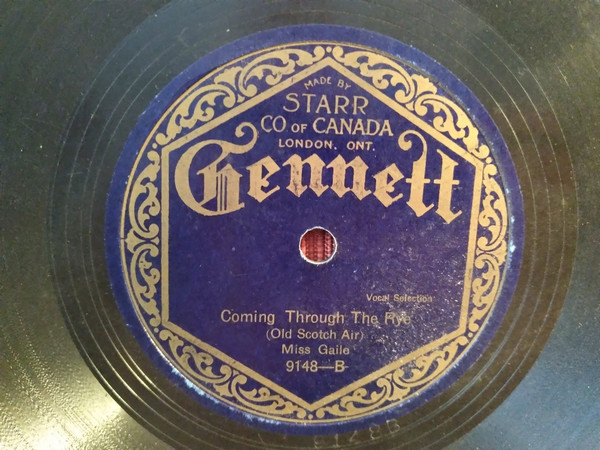 MADE BY
STARR
CO OF CANADA
LONDON, ONT.
Gennett
Vocal Selection
Coming Through The Rye
(Old Scotch Air)
Miss Gaile
9148—B